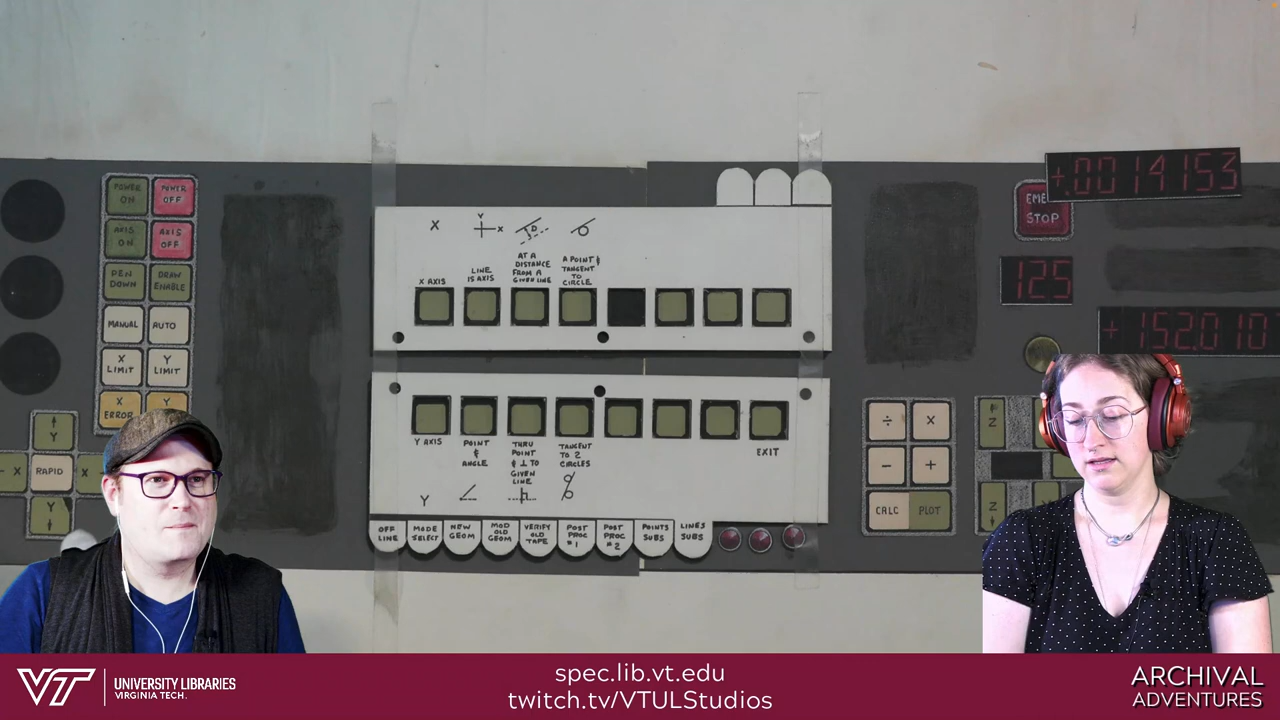 POWER ON
POWER OFF
AXIS ON
AXIS OFF
PEN DOWN
DRAW ENABLE
MANUAL
AUTO
X LIMIT
Y LIMIT
X ERROR
Y
↑ Y
- X
RAPID
X
Y ↓
X
Y
X
D
X AXIS
LINE IS AXIS
AT A DISTANCE FROM A GIVEN LINE
A POINT & TANGENT TO CIRCLE
Y AXIS
POINT & ANGLE
THRU POINT & ⊥ TO GIVEN LINE
TANGENT TO 2 CIRCLES
EXIT
Y
OFF LINE
MODE SELECT
NEW GEOM
MOD OLD GEOM
VERIFY OLD TAPE
POST PROC #1
POST PROC #2
POINTS SUBS
LINES SUBS
+.0014153
EME
STOP
125
+152.010
÷
×
-
+
CALC
PLOT
Z
Z
VT UNIVERSITY LIBRARIES
VIRGINIA TECH.
spec.lib.vt.edu
twitch.tv/VTULStudios
ARCHIVAL
ADVENTURES